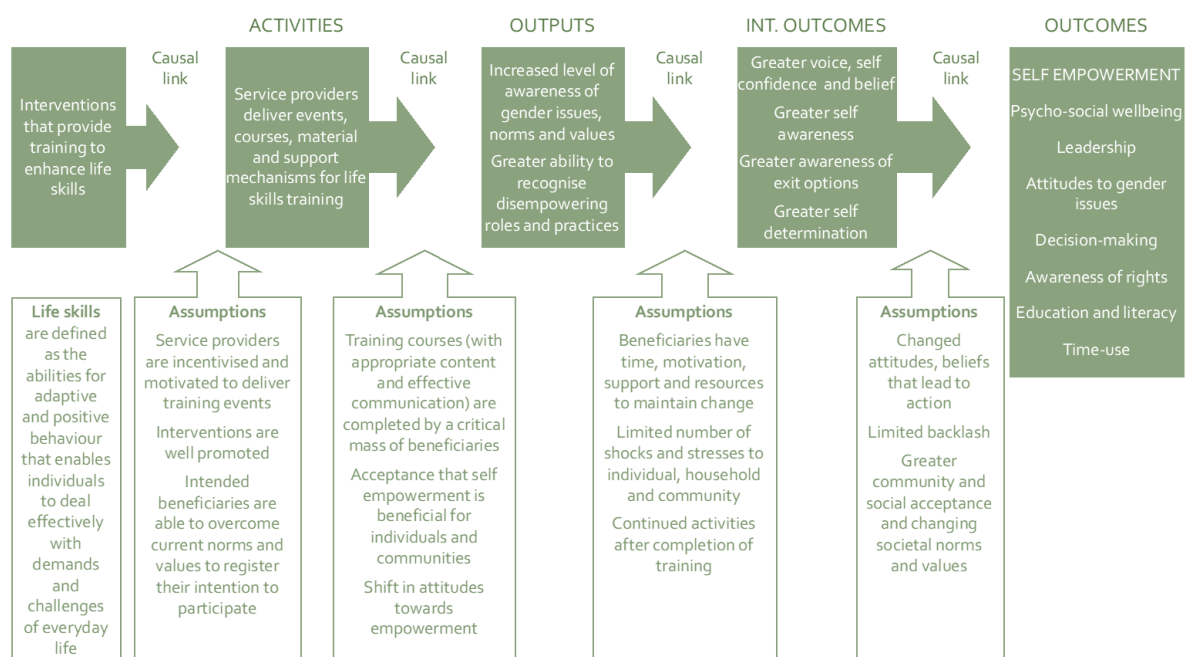 ACTIVITIES
OUTPUTS
INT. OUTCOMES
OUTCOMES
Interventions
that provide
training to
enhance life
skills
Causal
link
Service providers
deliver events,
courses, material
and support
mechanisms for life
skills training
Causal
link
Increased level of
awareness of
gender issues,
norms and values
Greater ability to
recognise
disempowering
roles and practices
Causal
link
Greater voice, self
confidence and belief
Greater self
awareness
Greater awareness of
exit options
Greater self
determination
Causal
link
SELF EMPOWERMENT
Psycho-social wellbeing
Leadership
Attitudes to gender
issues
Decision-making
Awareness of rights
Education and literacy
Time-use
Life skills
are defined
as the
abilities for
adaptive
and positive
behaviour
that enables
individuals
to deal
effectively
with
demands
and
challenges
of everyday
life
Assumptions
Service providers
are incentivised and
motivated to deliver
training events
Interventions are
well promoted
Intended
beneficiaries are
able to overcome
current norms and
values to register
their intention to
participate
Assumptions
Training courses (with
appropriate content
and effective
communication) are
completed by a critical
mass of beneficiaries
Acceptance that self
empowerment is
beneficial for
individuals and
communities
Shift in attitudes
towards
empowerment
Assumptions
Beneficiaries have
time, motivation,
support and resources
to maintain change
Limited number of
shocks and stresses to
individual, household
and community
Continued activities
after completion of
training
Assumptions
Changed
attitudes, beliefs
that lead to
action
Limited backlash
Greater
community and
social acceptance
and changing
societal norms
and values